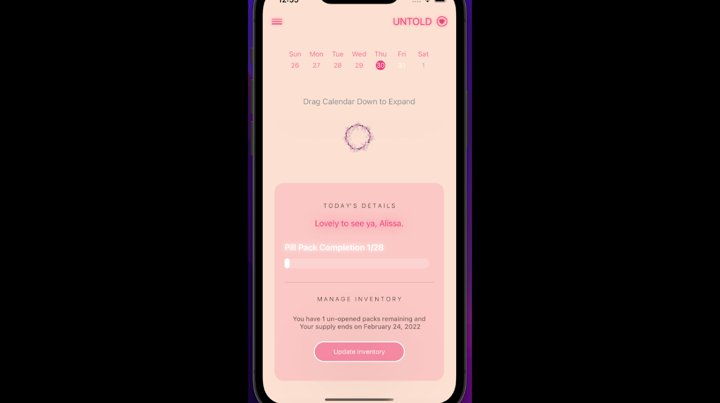 12:55
UNTOLD
Sun Mon Tue Wed Thu Fri Sat
26 27 28 29 30 31 1
Drag Calendar Down to Expand
TODAY'S DETAILS
Lovely to see ya, Alissa.
Pill Pack Completion 1/28
MANAGE INVENTORY
You have 1 un-opened packs remaining and
Your supply ends on February 24, 2022
Update Inventory